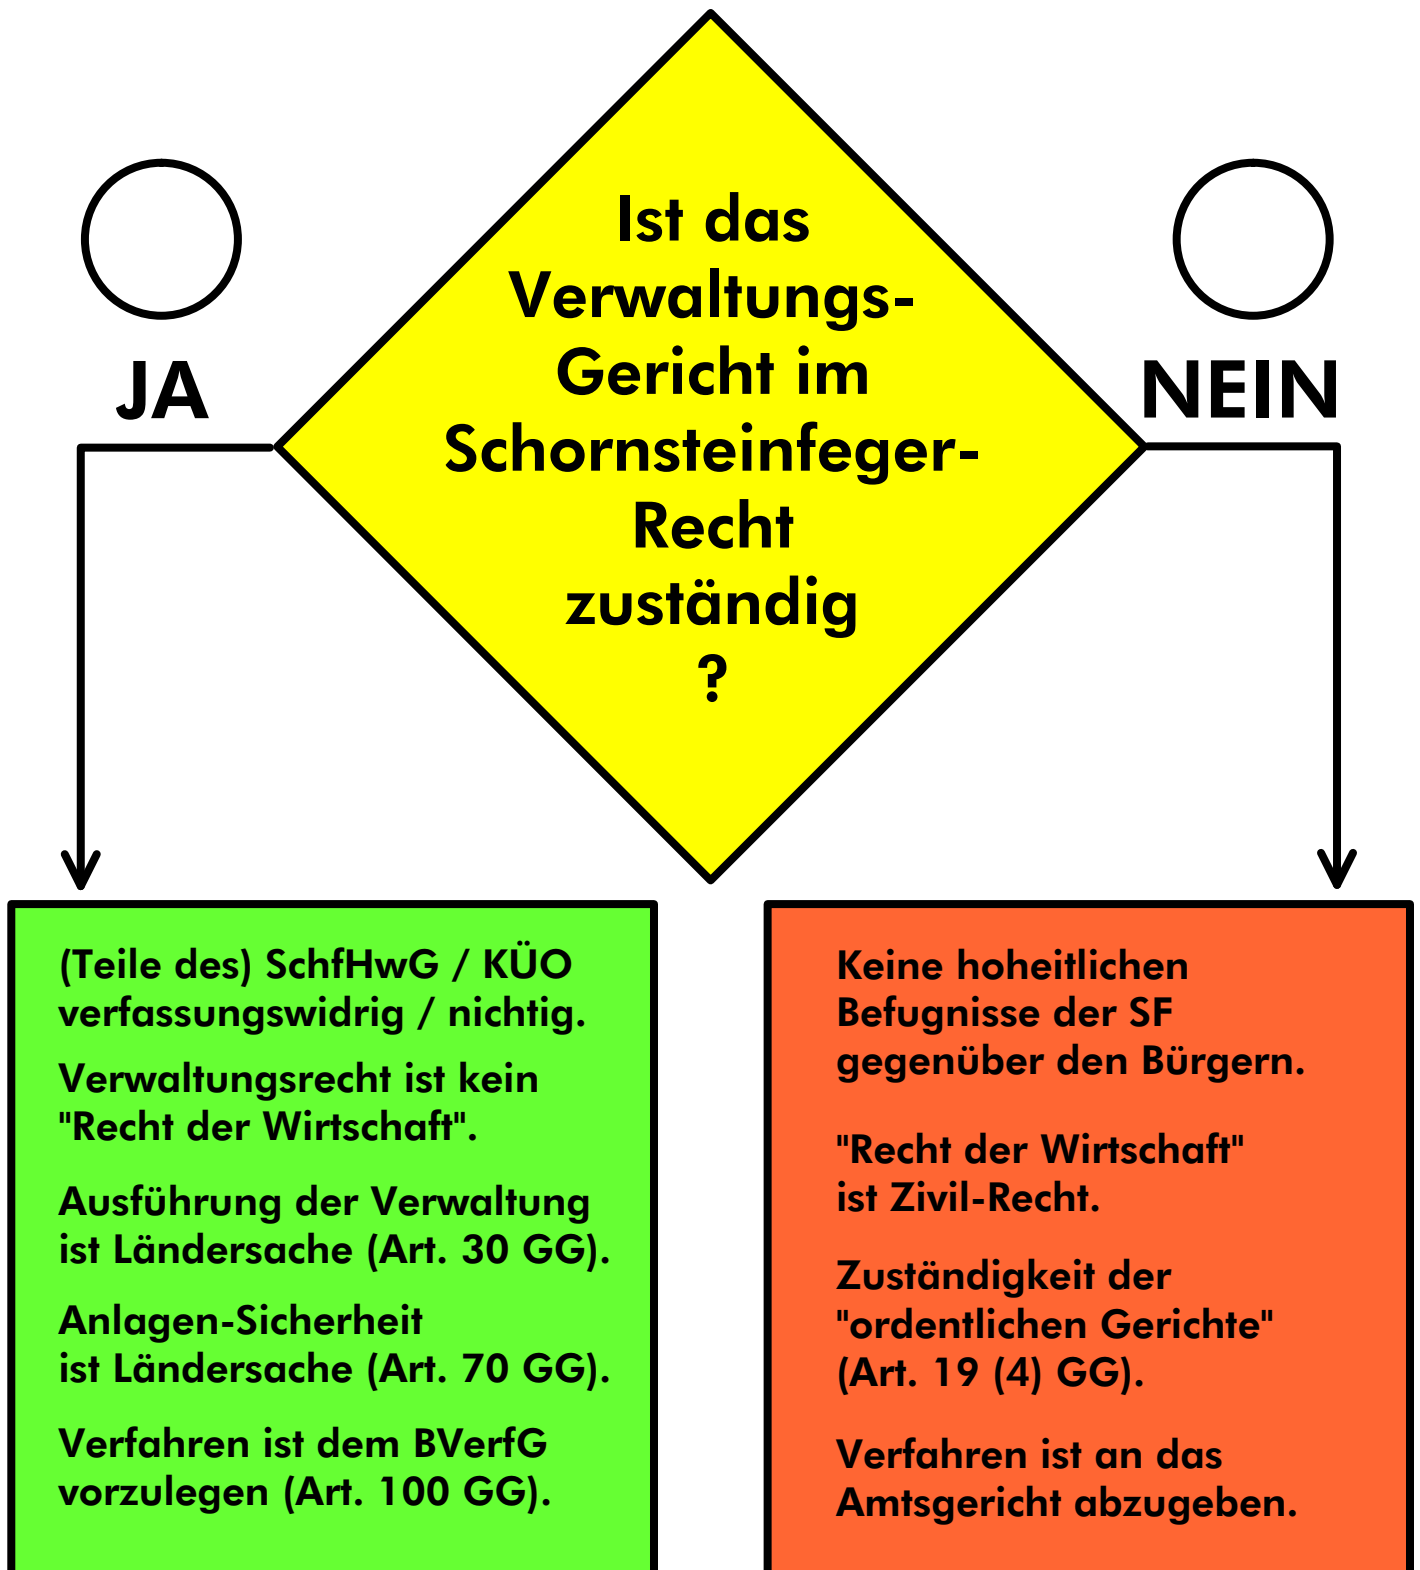 Ist das
Verwaltungs-
Gericht im
Schornsteinfeger-
Recht
zuständig
?
JA
NEIN
(Teile des) SchfHwG / KÜO
verfassungswidrig / nichtig.
Verwaltungsrecht ist kein
"Recht der Wirtschaft".
Ausführung der Verwaltung
ist Ländersache (Art. 30 GG).
Anlagen-Sicherheit
ist Ländersache (Art. 70 GG).
Verfahren ist dem BVerfG
vorzulegen (Art. 100 GG).
Keine hoheitlichen
Befugnisse der SF
gegenüber den Bürgern.
"Recht der Wirtschaft"
ist Zivil-Recht.
Zuständigkeit der
"ordentlichen Gerichte"
(Art. 19 (4) GG).
Verfahren ist an das
Amtsgericht abzugeben.